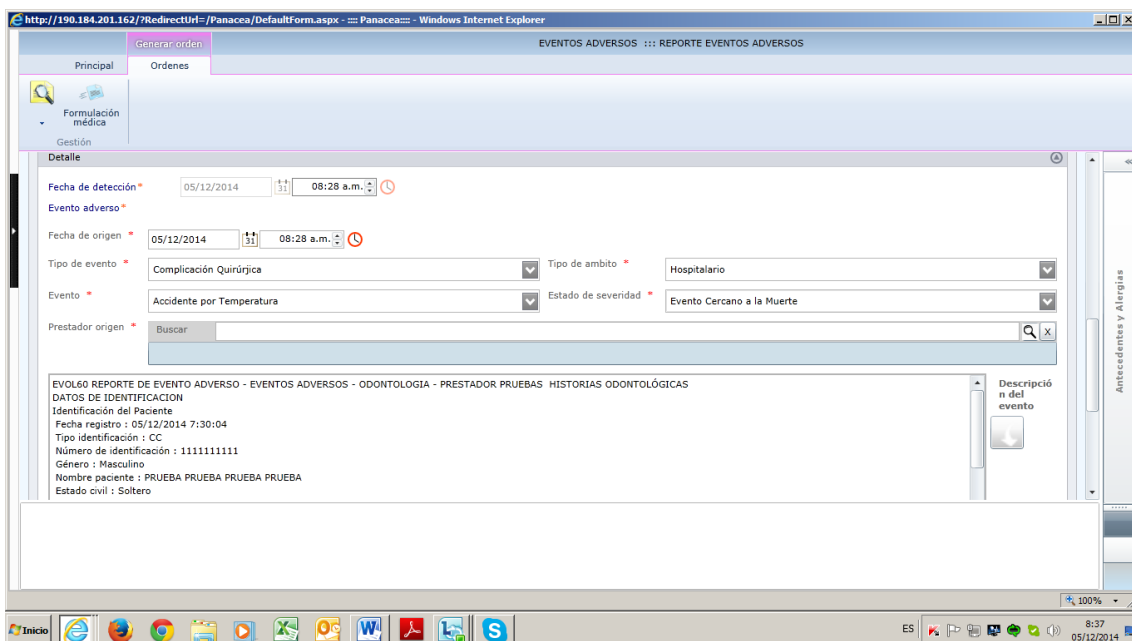 http://190.184.201.162/?RedirectUrl=/Panacea/DefaultForm.aspx - :::: Panacea:::: - Windows Internet Explorer
Generar orden
EVENTOS ADVERSOS ::: REPORTE EVENTOS ADVERSOS
Principal Ordenes
Formulación
médica
Gestión
Detalle
Fecha de detección * 05/12/2014 31 08:28 a.m.
Evento adverso *
Fecha de origen * 05/12/2014 31 08:28 a.m.
Tipo de evento * Complicación Quirúrjica Tipo de ambito * Hospitalario
Evento * Accidente por Temperatura Estado de severidad * Evento Cercano a la Muerte
Prestador origen * Buscar x
EVOL60 REPORTE DE EVENTO ADVERSO - EVENTOS ADVERSOS - ODONTOLOGIA - PRESTADOR PRUEBAS HISTORIAS ODONTOLÓGICAS
DATOS DE IDENTIFICACION
Identificación del Paciente
Fecha registro : 05/12/2014 7:30:04
Tipo identificación : CC
Número de identificación : 1111111111
Género : Masculino
Nombre paciente : PRUEBA PRUEBA PRUEBA PRUEBA
Estado civil : Soltero
Descripció
n del
evento
Antecedentes y Alergias
100%
Inicio
ES
8:37
05/12/2014